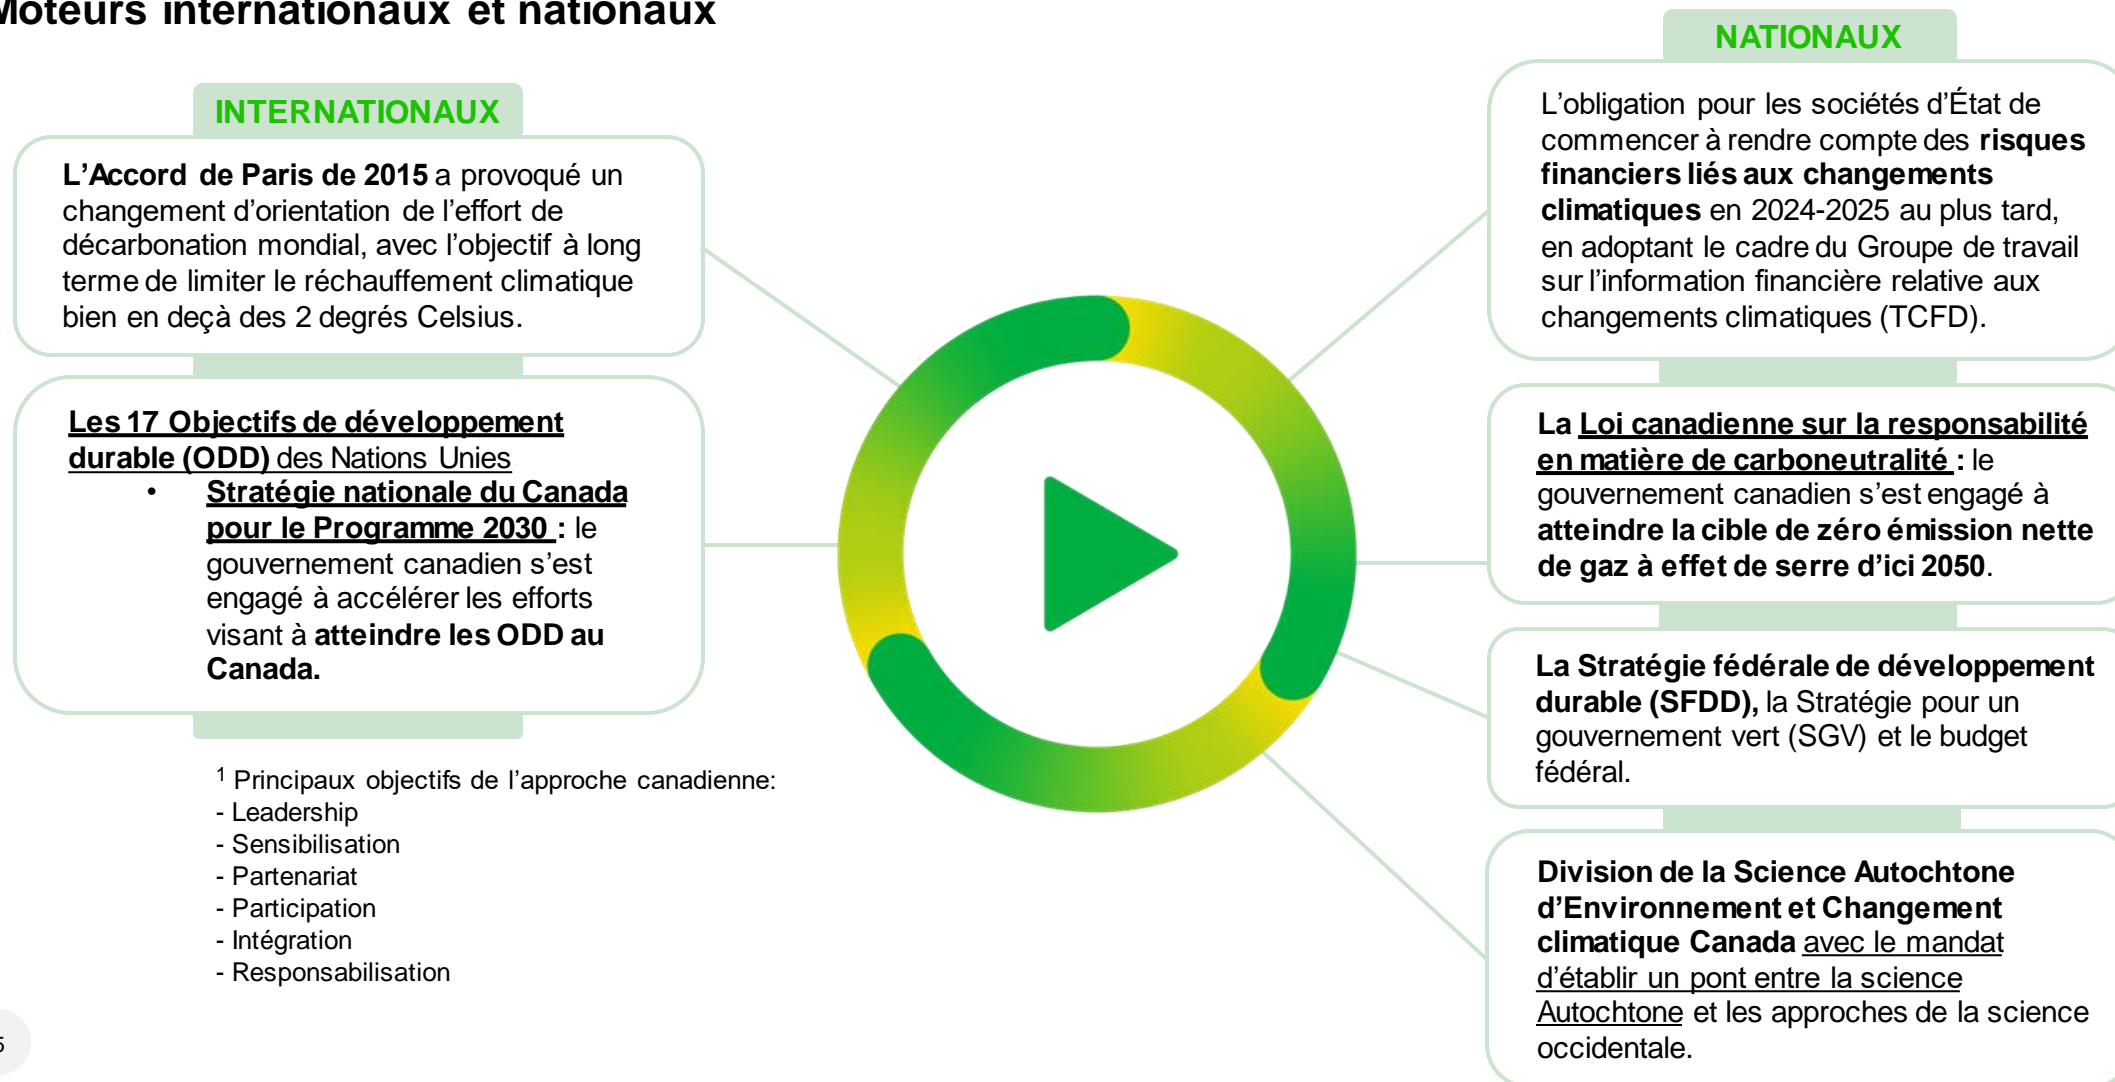 Moteurs internationaux et nationaux
INTERNATIONAUX
L’Accord de Paris de 2015 a provoqué un
changement d’orientation de l’effort de
décarbonation mondial, avec l’objectif à long
terme de limiter le réchauffement climatique
bien en deçà des 2 degrés Celsius.
Les 17 Objectifs de développement
durable (ODD) des Nations Unies
• Stratégie nationale du Canada
pour le Programme 2030 : le
gouvernement canadien s’est
engagé à accélérer les efforts
visant à atteindre les ODD au
Canada.
1 Principaux objectifs de l’approche canadienne:
- Leadership
- Sensibilisation
- Partenariat
- Participation
- Intégration
- Responsabilisation
NATIONAUX
L’obligation pour les sociétés d’État de
commencer à rendre compte des risques
financiers liés aux changements
climatiques en 2024-2025 au plus tard,
en adoptant le cadre du Groupe de travail
sur l’information financière relative aux
changements climatiques (TCFD).
La Loi canadienne sur la responsabilité
en matière de carboneutralité : le
gouvernement canadien s’est engagé à
atteindre la cible de zéro émission nette
de gaz à effet de serre d’ici 2050.
La Stratégie fédérale de développement
durable (SFDD), la Stratégie pour un
gouvernement vert (SGV) et le budget
fédéral.
Division de la Science Autochtone
d’Environnement et Changement
climatique Canada avec le mandat
d’établir un pont entre la science
Autochtone et les approches de la science
occidentale.